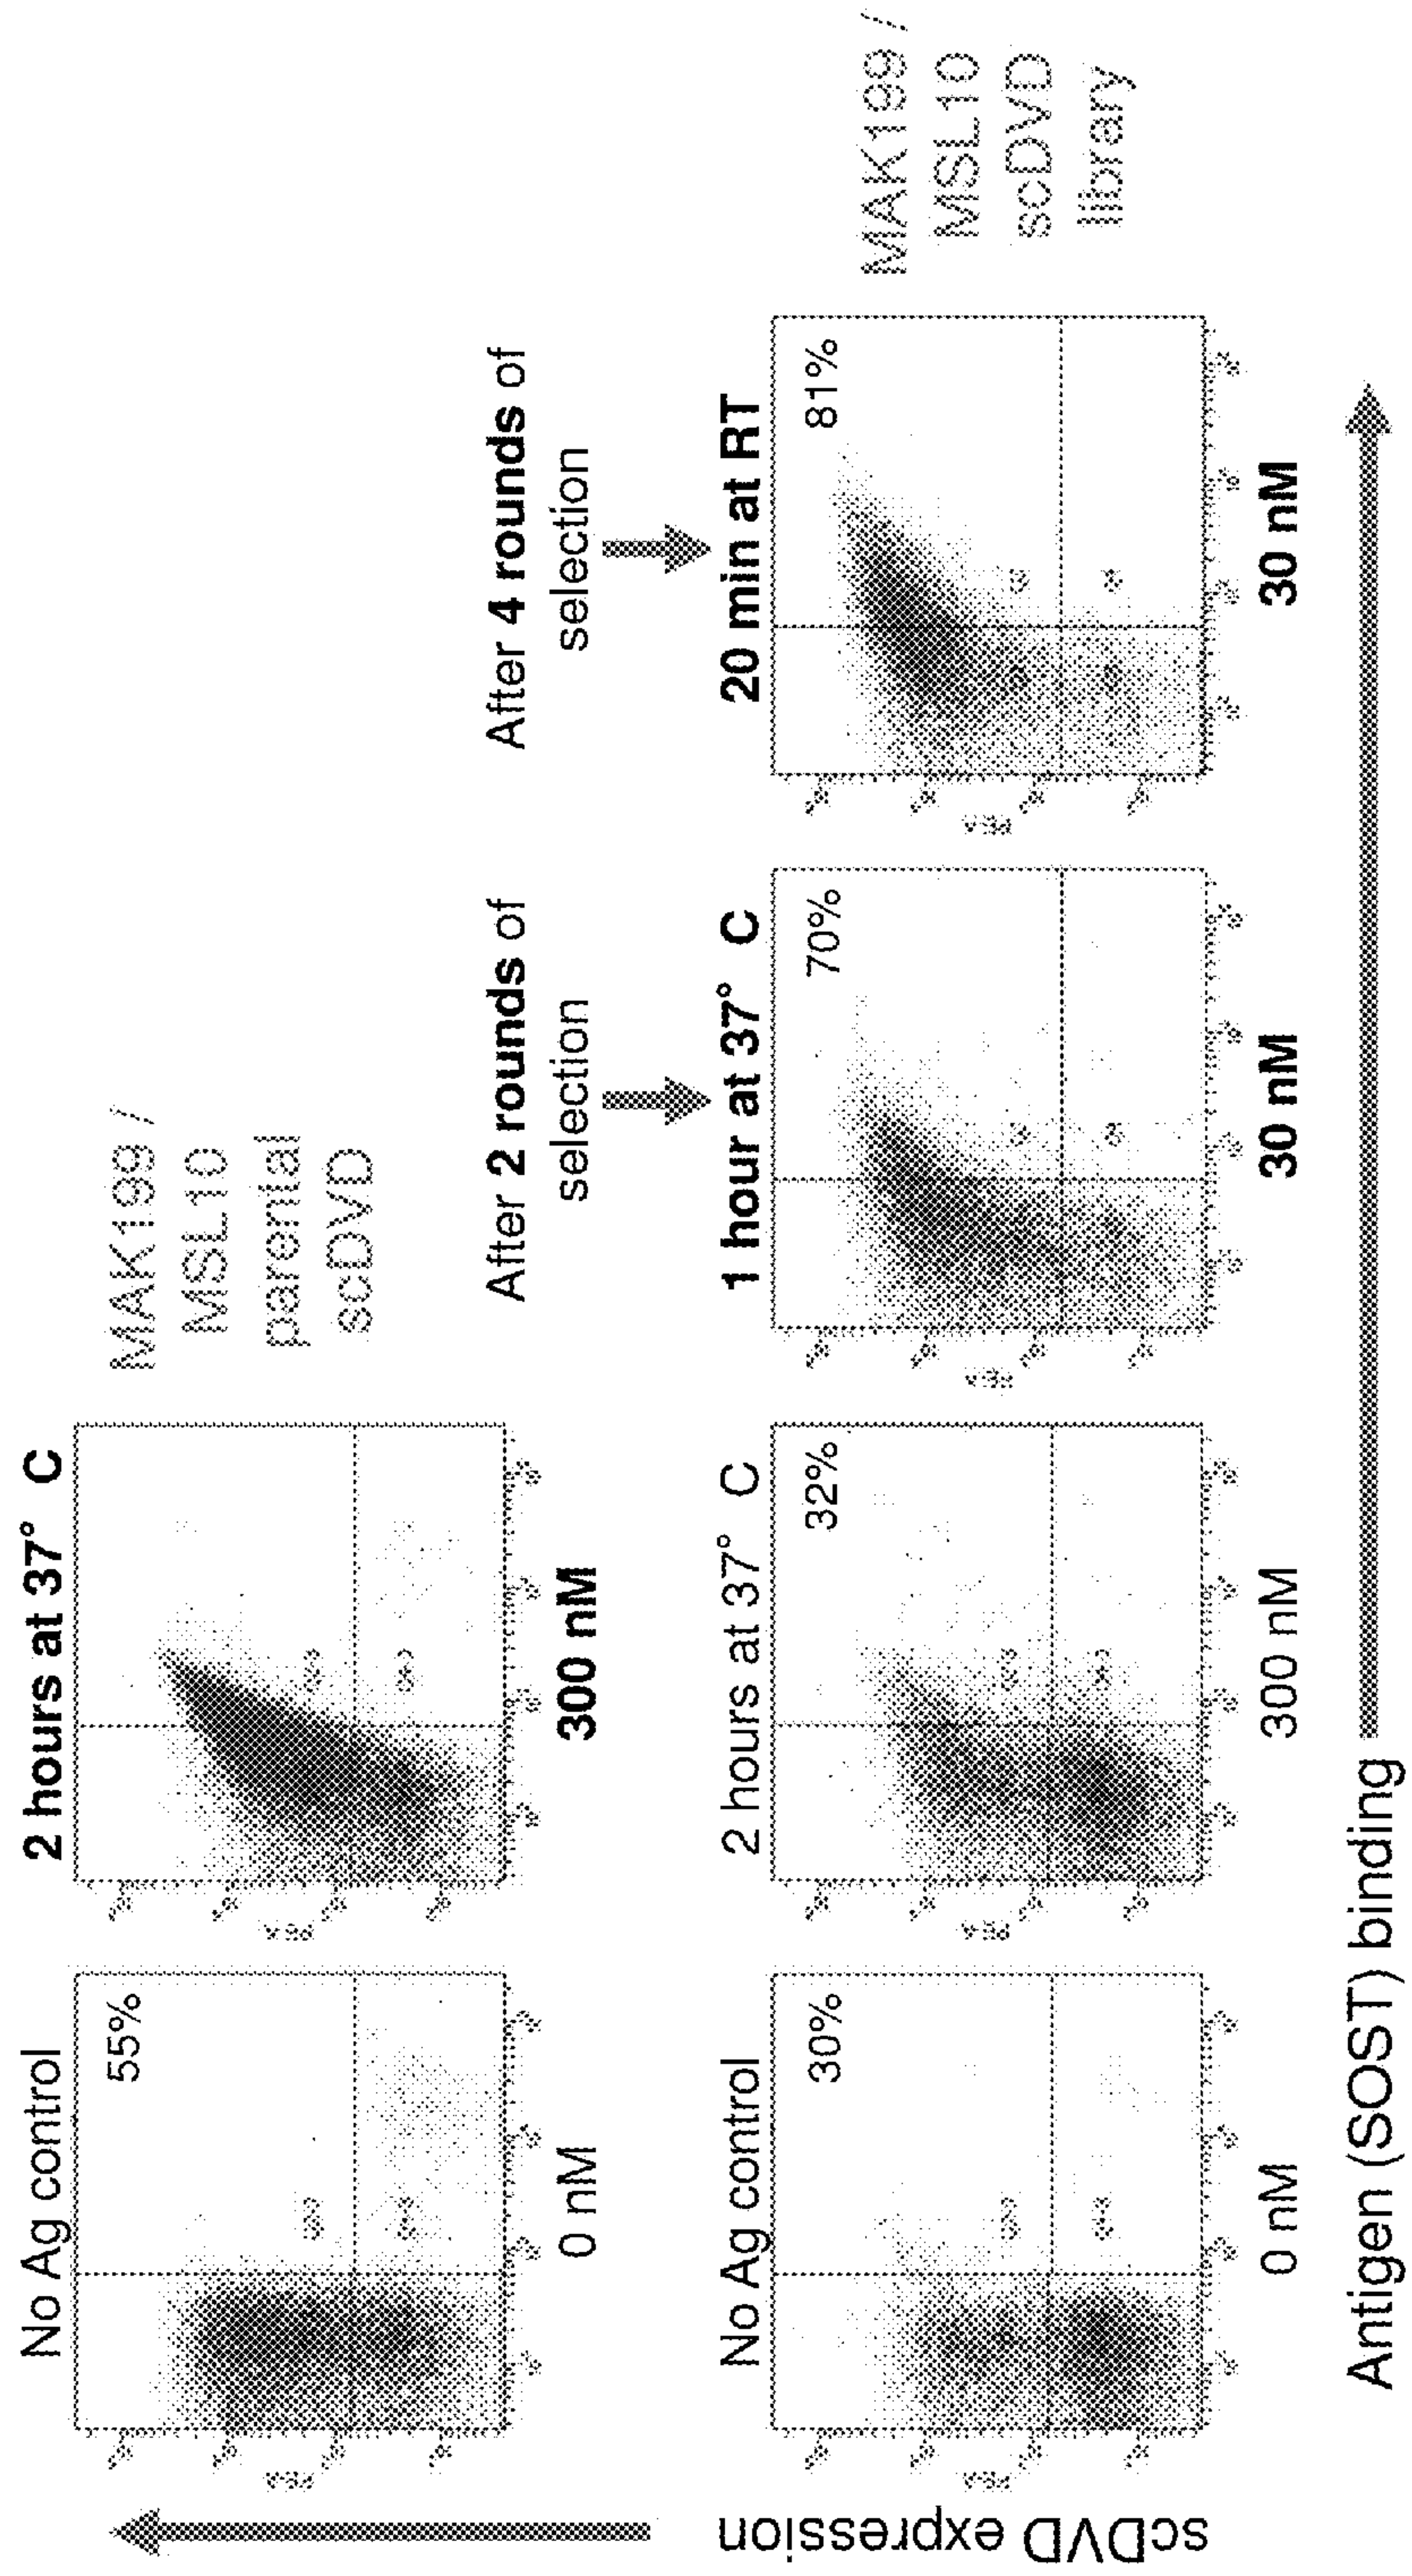 No Ag control
2 hours at 37° C
55%
MAK199 /
MSL10
parental
scDVD
0 nM
300 nM
After 2 rounds of
selection
After 4 rounds of
selection
No Ag control
2 hours at 37° C
1 hour at 37° C
20 min at RT
30%
32%
70%
81%
MAK199 /
MSL10
scDVD
library
0 nM
300 nM
30 nM
30 nM
scDVD expression
Antigen (SOST) binding